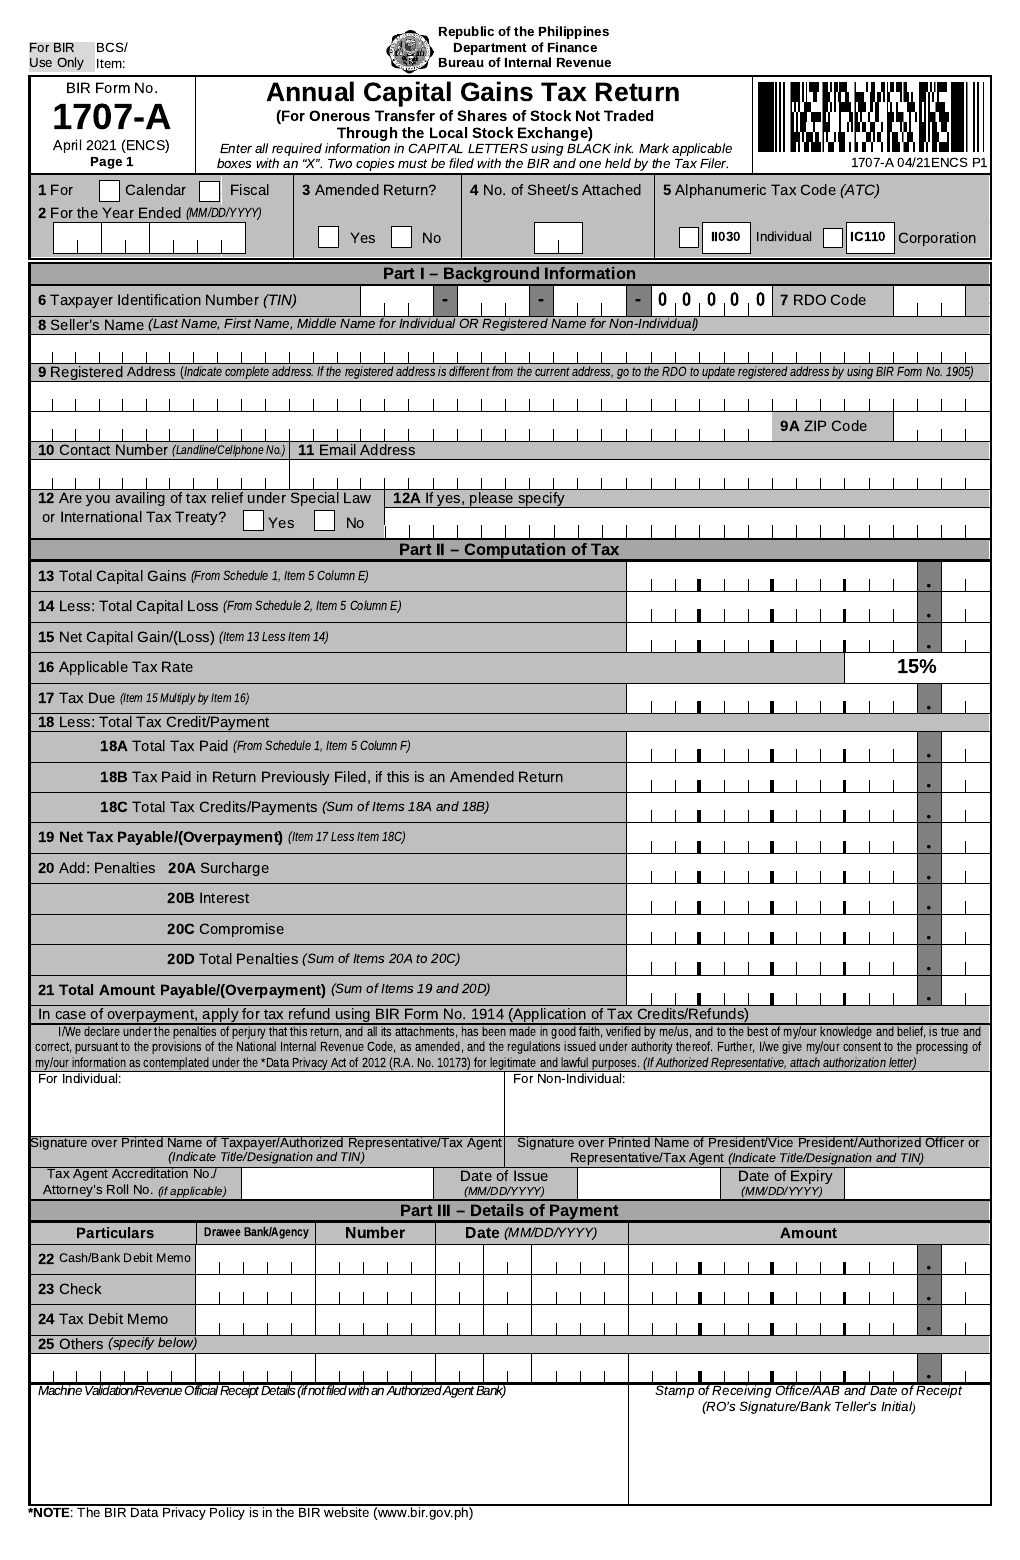 Republic of the Philippines
Department of Finance
Bureau of Internal Revenue
For BIR Use Only
BCS/ Item:
BIR Form No.
1707-A
April 2021 (ENCS)
Page 1
Annual Capital Gains Tax Return
(For Onerous Transfer of Shares of Stock Not Traded
Through the Local Stock Exchange)
Enter all required information in CAPITAL LETTERS using BLACK ink. Mark applicable
boxes with an “X”. Two copies must be filed with the BIR and one held by the Tax Filer.
1707-A 04/21ENCS P1
1 For Calendar Fiscal
2 For the Year Ended (MM/DD/YYYY)
3 Amended Return?
Yes No
4 No. of Sheet/s Attached
5 Alphanumeric Tax Code (ATC)
II030 Individual IC110 Corporation
Part I – Background Information
6 Taxpayer Identification Number (TIN) - - - 0 0 0 0 0 7 RDO Code
8 Seller's Name (Last Name, First Name, Middle Name for Individual OR Registered Name for Non-Individual)
9 Registered Address (Indicate complete address. If the registered address is different from the current address, go to the RDO to update registered address by using BIR Form No. 1905)
9A ZIP Code
10 Contact Number (Landline/Cellphone No.) 11 Email Address
12 Are you availing of tax relief under Special Law
or International Tax Treaty? Yes No
12A If yes, please specify
Part II – Computation of Tax
13 Total Capital Gains (From Schedule 1, Item 5 Column E)
14 Less: Total Capital Loss (From Schedule 2, Item 5 Column E)
15 Net Capital Gain/(Loss) (Item 13 Less Item 14)
16 Applicable Tax Rate 15%
17 Tax Due (Item 15 Multiply by Item 16)
18 Less: Total Tax Credit/Payment
18A Total Tax Paid (From Schedule 1, Item 5 Column F)
18B Tax Paid in Return Previously Filed, if this is an Amended Return
18C Total Tax Credits/Payments (Sum of Items 18A and 18B)
19 Net Tax Payable/(Overpayment) (Item 17 Less Item 18C)
20 Add: Penalties 20A Surcharge
20B Interest
20C Compromise
20D Total Penalties (Sum of Items 20A to 20C)
21 Total Amount Payable/(Overpayment) (Sum of Items 19 and 20D)
In case of overpayment, apply for tax refund using BIR Form No. 1914 (Application of Tax Credits/Refunds)
I/We declare under the penalties of perjury that this return, and all its attachments, has been made in good faith, verified by me/us, and to the best of my/our knowledge and belief, is true and
correct, pursuant to the provisions of the National Internal Revenue Code, as amended, and the regulations issued under authority thereof. Further, I/we give my/our consent to the processing of
my/our information as contemplated under the *Data Privacy Act of 2012 (R.A. No. 10173) for legitimate and lawful purposes. (If Authorized Representative, attach authorization letter)
For Individual:
For Non-Individual:
Signature over Printed Name of Taxpayer/Authorized Representative/Tax Agent
(Indicate Title/Designation and TIN)
Signature over Printed Name of President/Vice President/Authorized Officer or
Representative/Tax Agent (Indicate Title/Designation and TIN)
Tax Agent Accreditation No./
Attorney's Roll No. (if applicable)
Date of Issue
(MM/DD/YYYY)
Date of Expiry
(MM/DD/YYYY)
Part III – Details of Payment
Particulars Drawee Bank/Agency Number Date (MM/DD/YYYY) Amount
22 Cash/Bank Debit Memo
23 Check
24 Tax Debit Memo
25 Others (specify below)
Machine Validation/Revenue Official Receipt Details (if not filed with an Authorized Agent Bank)
Stamp of Receiving Office/AAB and Date of Receipt
(RO's Signature/Bank Teller's Initial)
*NOTE: The BIR Data Privacy Policy is in the BIR website (www.bir.gov.ph)